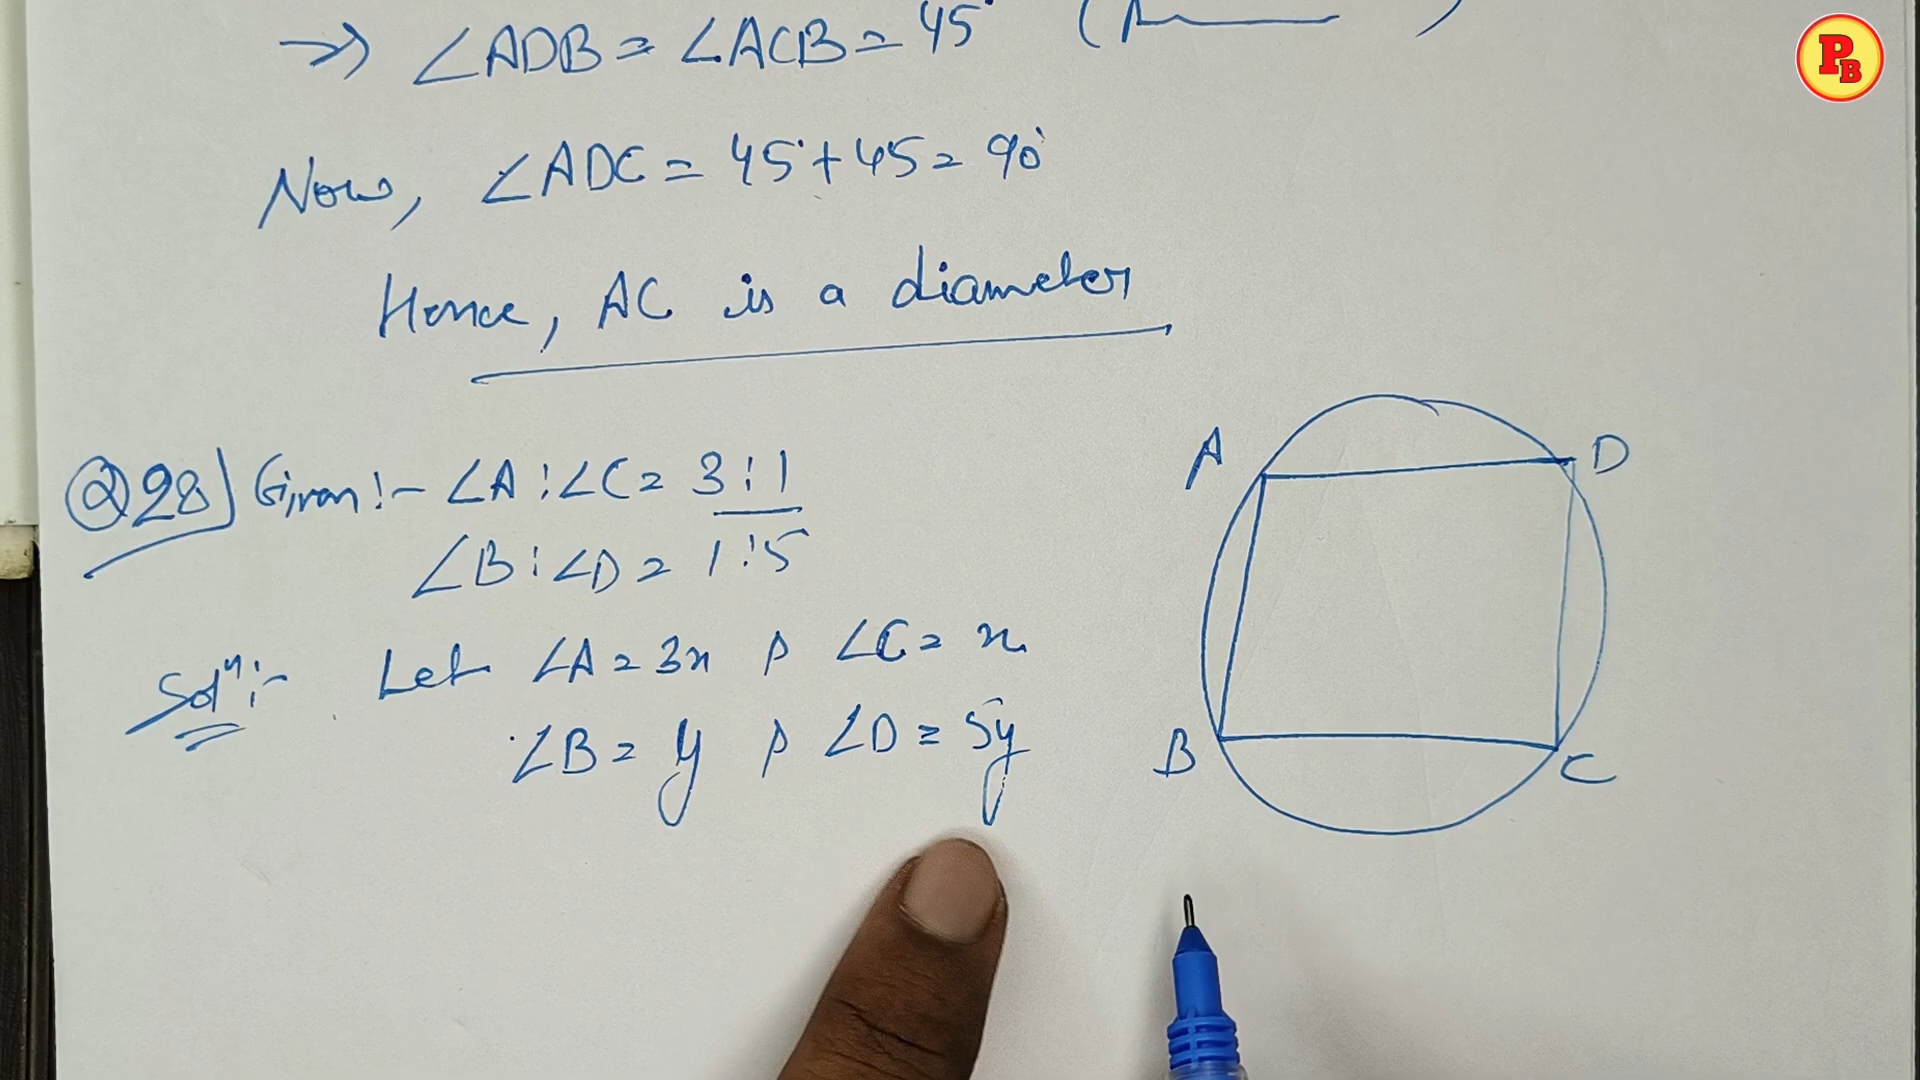 ⇒ ∠ADB = ∠ACB = 45° ( )
Now, ∠ADC = 45°+45 = 90°
Hence, AC is a diameter
Q28) Given:- ∠A:∠C = 3:1
∠B:∠D = 1:5
Solⁿ:- Let ∠A = 3x , ∠C = x
∠B = y , ∠D = 5y
A
D
B
C
PB